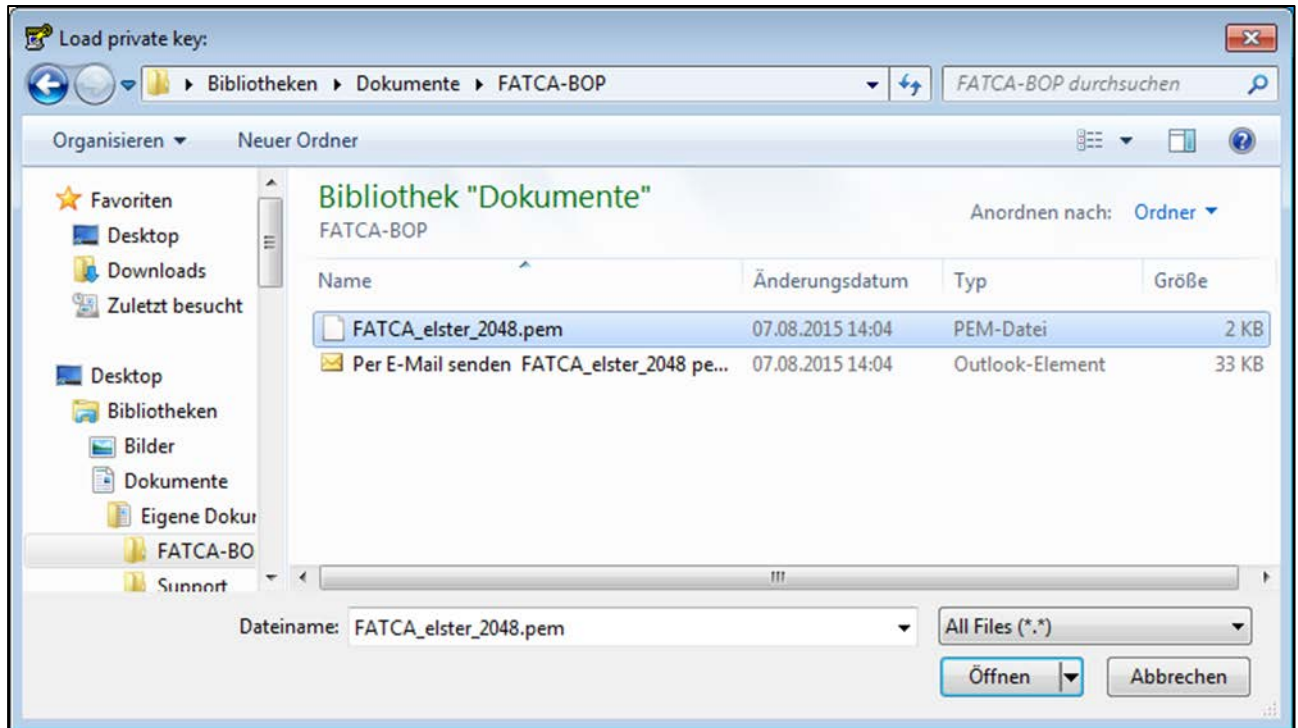 Load private key:
Bibliotheken Dokumente FATCA-BOP
FATCA-BOP durchsuchen
Organisieren Neuer Ordner
Favoriten
Desktop
Downloads
Zuletzt besucht
Desktop
Bibliotheken
Bilder
Dokumente
Eigene Dokur
FATCA-BO
Support
Bibliothek "Dokumente"
FATCA-BOP
Anordnen nach: Ordner
Name Änderungsdatum Typ Größe
FATCA_elster_2048.pem 07.08.2015 14:04 PEM-Datei 2 KB
Per E-Mail senden FATCA_elster_2048 pe... 07.08.2015 14:04 Outlook-Element 33 KB
Dateiname: FATCA_elster_2048.pem
All Files (*.*)
Öffnen Abbrechen